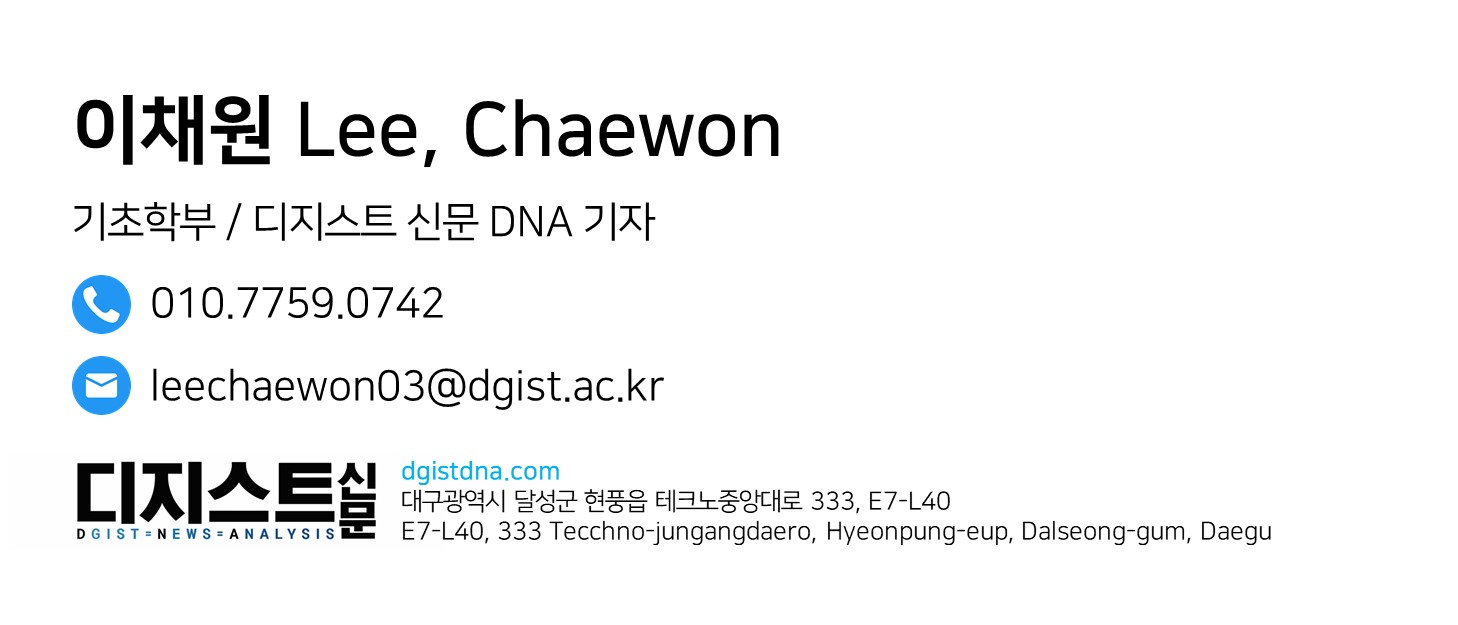 이채원 Lee, Chaewon
기초학부 / 디지스트 신문 DNA 기자
010.7759.0742
leechaewon03@dgist.ac.kr
디지스트신문
DGIST=NEWS=ANALYSIS
dgistdna.com
대구광역시 달성군 현풍읍 테크노중앙대로 333, E7-L40
E7-L40, 333 Tecchno-jungangdaero, Hyeonpung-eup, Dalseong-gum, Daegu